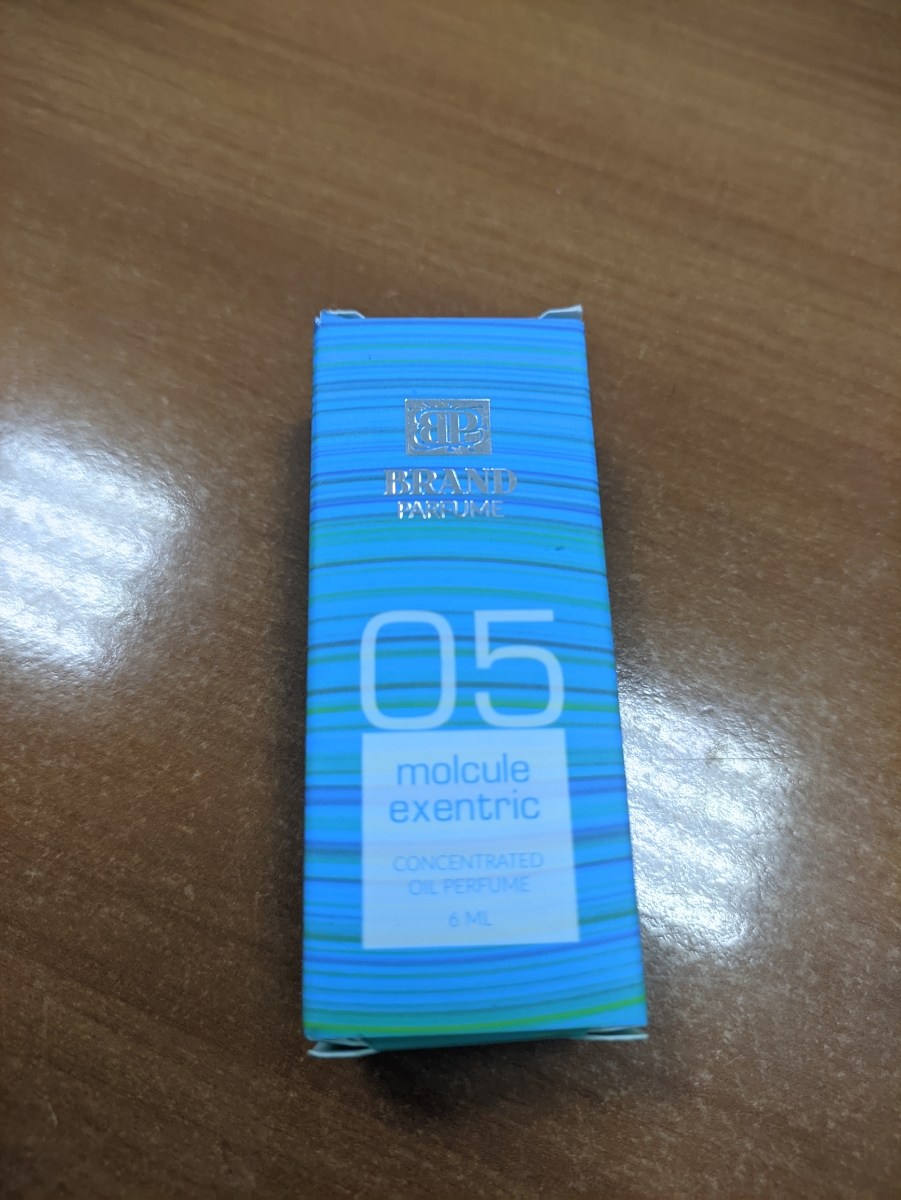 BP
BRAND
PARFUME
05
molcule
exentric
CONCENTRATED
OIL PERFUME
6 ML